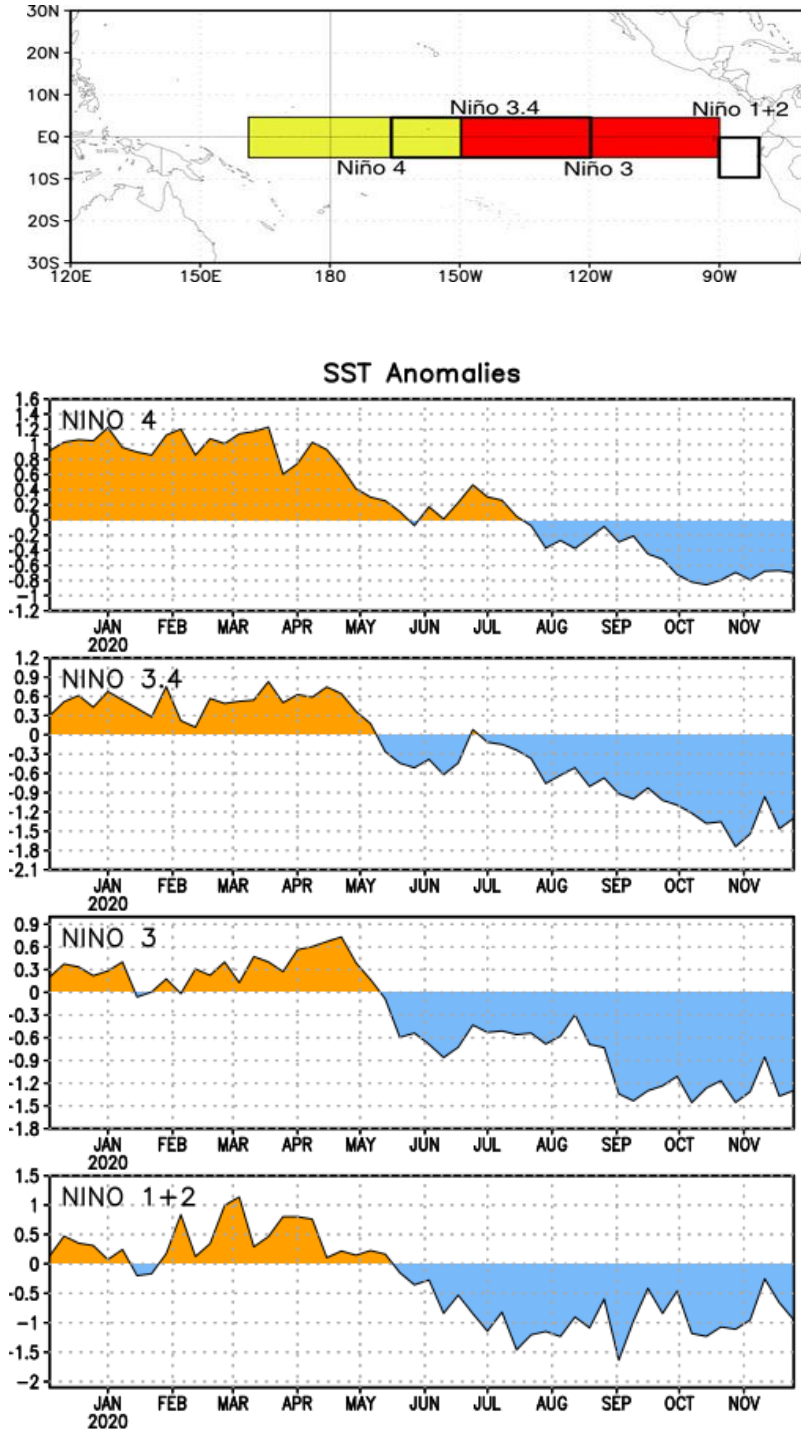 30N
20N
10N
Niño 3.4
Niño 1+2
EQ
Niño 4
Niño 3
10S
20S
30S
120E 150E 180 150W 120W 90W
SST Anomalies
NINO 4
1.6
1.4
1.2
1
0.8
0.6
0.4
0.2
0
-0.2
-0.4
-0.6
-0.8
-1
-1.2
JAN FEB MAR APR MAY JUN JUL AUG SEP OCT NOV
2020
NINO 3.4
1.2
0.9
0.6
0.3
0
-0.3
-0.6
-0.9
-1.2
-1.5
-1.8
-2.1
JAN FEB MAR APR MAY JUN JUL AUG SEP OCT NOV
2020
NINO 3
0.9
0.6
0.3
0
-0.3
-0.6
-0.9
-1.2
-1.5
-1.8
JAN FEB MAR APR MAY JUN JUL AUG SEP OCT NOV
2020
NINO 1+2
1.5
1
0.5
0
-0.5
-1
-1.5
-2
JAN FEB MAR APR MAY JUN JUL AUG SEP OCT NOV
2020